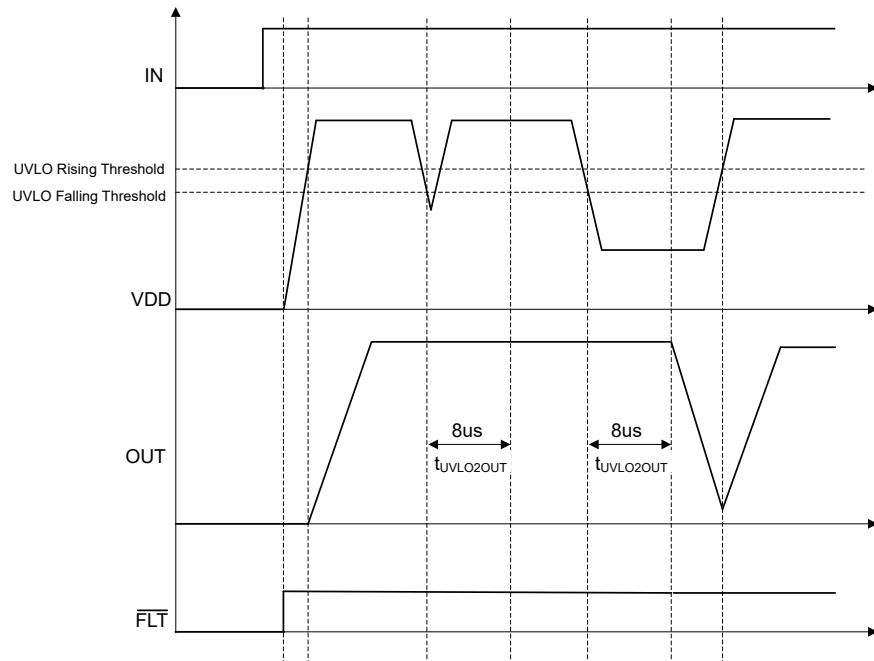 IN
UVLO Rising Threshold
UVLO Falling Threshold
VDD
8us
tUVLO2OUT
8us
tUVLO2OUT
OUT
FLT